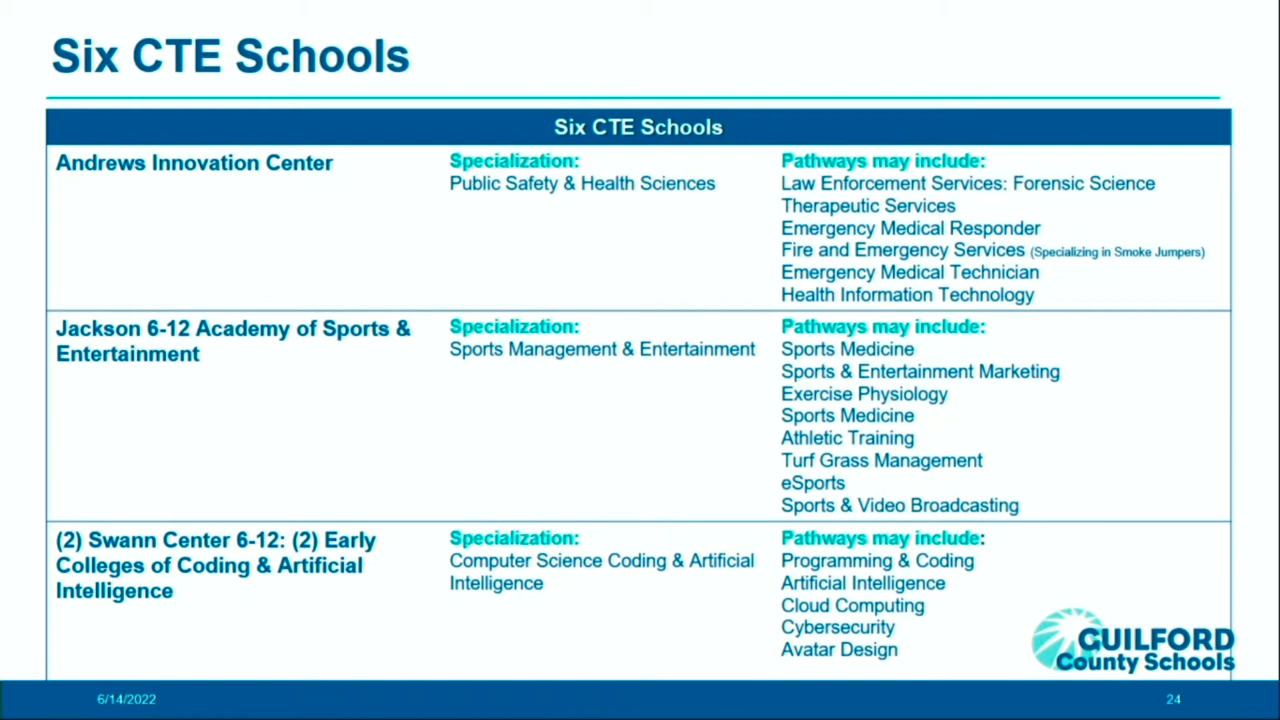 Six CTE Schools
Six CTE Schools
Andrews Innovation Center
Specialization:
Public Safety & Health Sciences
Pathways may include:
Law Enforcement Services: Forensic Science
Therapeutic Services
Emergency Medical Responder
Fire and Emergency Services (Specializing in Smoke Jumpers)
Emergency Medical Technician
Health Information Technology
Jackson 6-12 Academy of Sports &
Entertainment
Specialization:
Sports Management & Entertainment
Pathways may include:
Sports Medicine
Sports & Entertainment Marketing
Exercise Physiology
Sports Medicine
Athletic Training
Turf Grass Management
eSports
Sports & Video Broadcasting
(2) Swann Center 6-12: (2) Early
Colleges of Coding & Artificial
Intelligence
Specialization:
Computer Science Coding & Artificial
Intelligence
Pathways may include:
Programming & Coding
Artificial Intelligence
Cloud Computing
Cybersecurity
Avatar Design
GUILFORD
County Schools
6/14/2022
24